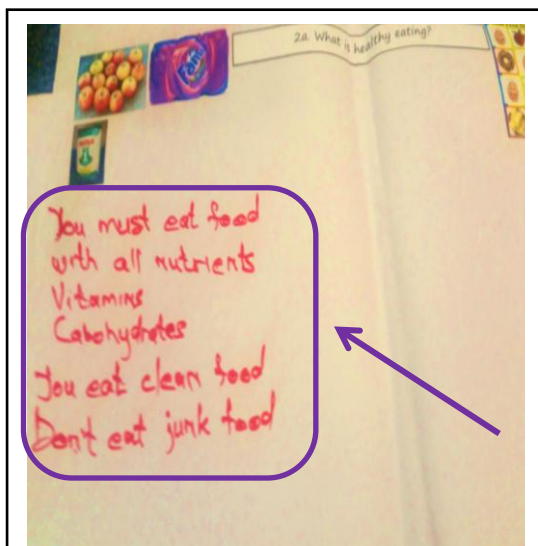 2a. What is healthy eating?
Fanta
You must eat food
with all nutrients
Vitamins
Cabohydrates
You eat clean food
Don't eat junk food